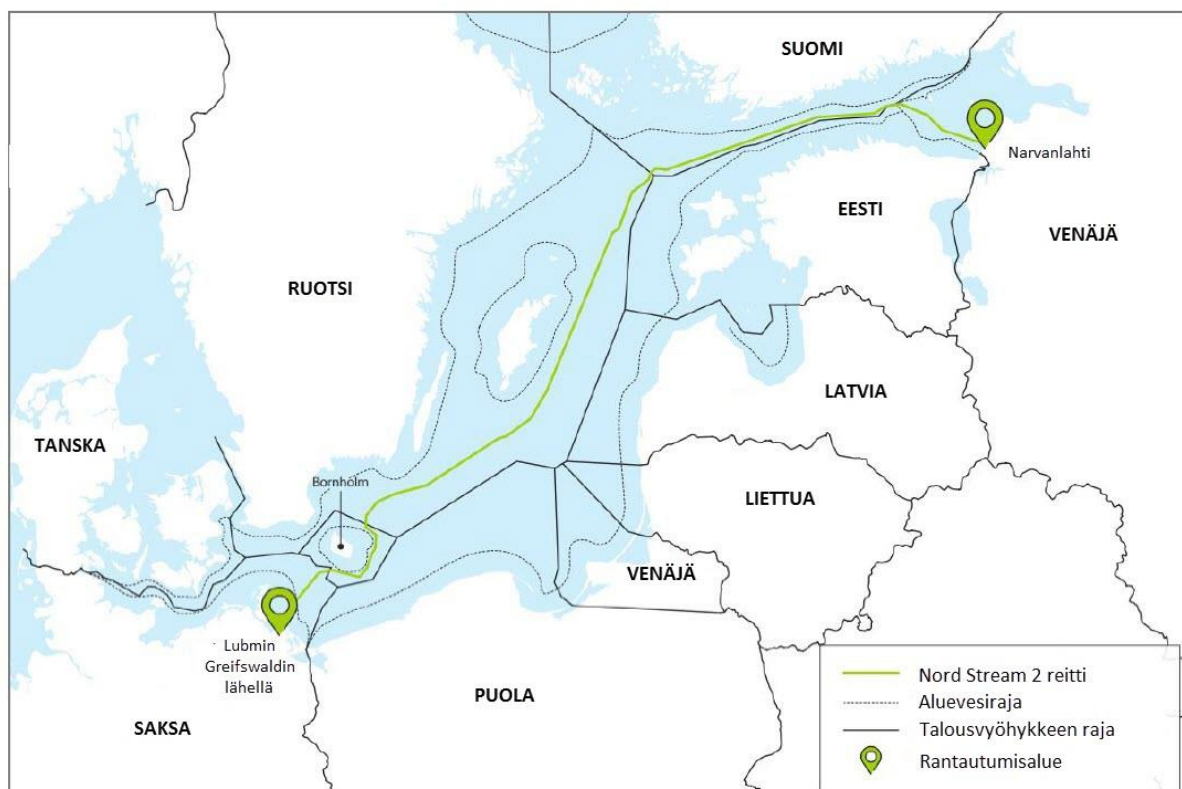 SUOMI
Narvanlahti
EESTI
VENÄJÄ
RUOTSI
LATVIA
TANSKA
Bornhölm
LIETTUA
VENÄJÄ
Lubmin
Greifswaldin
lähellä
PUOLA
SAKSA
Nord Stream 2 reitti
Aluevesiraja
Talousvyöhykkeen raja
Rantautumisalue